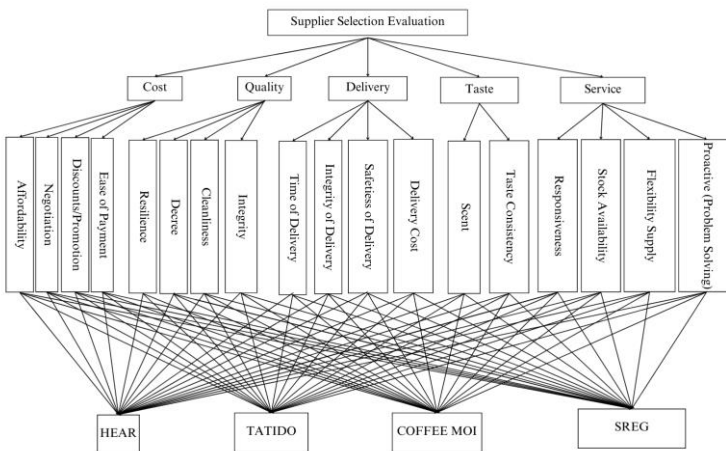 Supplier Selection Evaluation
Cost
Quality
Delivery
Taste
Service
Affordability
Negotiation
Discounts/Promotion
Ease of Payment
Resilience
Decree
Cleanliness
Integrity
Time of Delivery
Integrity of Delivery
Safetiess of Delivery
Delivery Cost
Scent
Taste Consistency
Responsiveness
Stock Availability
Flexibility Supply
Proactive (Problem Solving)
HEAR
TATIDO
COFFEE MOI
SREG